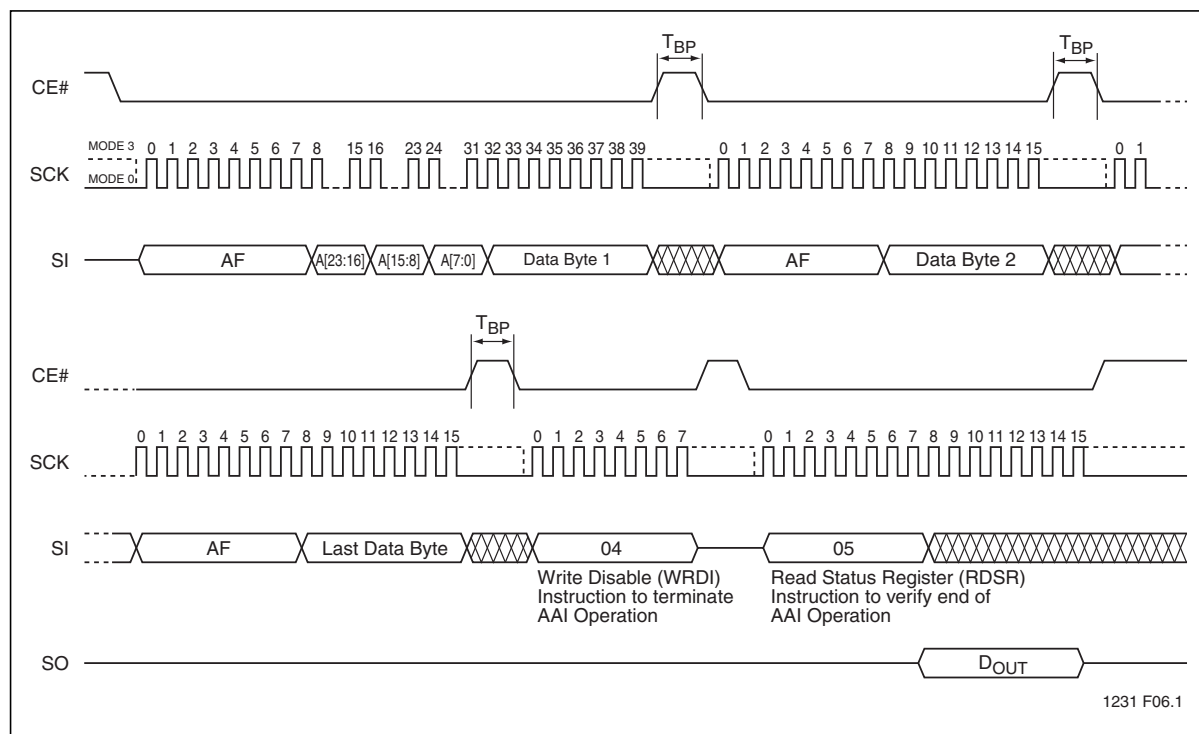 TBP TBP
CE#
MODE 3 0 1 2 3 4 5 6 7 8 15 16 23 24 31 32 33 34 35 36 37 38 39 0 1 2 3 4 5 6 7 8 9 10 11 12 13 14 15 0 1
SCK MODE 0
SI AF A[23:16] A[15:8] A[7:0] Data Byte 1 AF Data Byte 2
TBP
CE#
0 1 2 3 4 5 6 7 8 9 10 11 12 13 14 15 0 1 2 3 4 5 6 7 0 1 2 3 4 5 6 7 8 9 10 11 12 13 14 15
SCK
SI AF Last Data Byte 04 05
Write Disable (WRDI)
Instruction to terminate
AAI Operation
Read Status Register (RDSR)
Instruction to verify end of
AAI Operation
SO DOUT
1231 F06.1